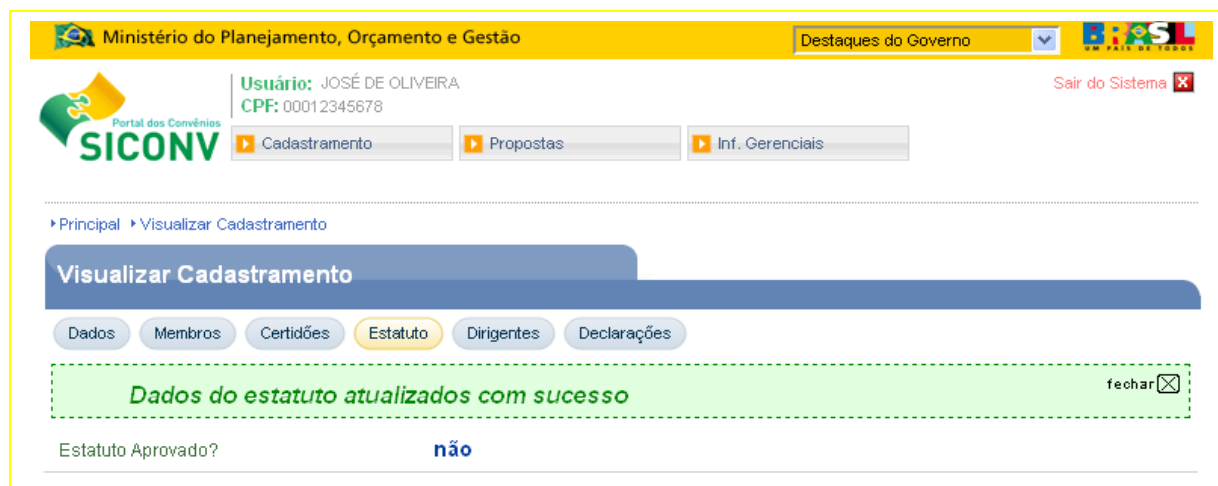 Ministério do Planejamento, Orçamento e Gestão
Destaques do Governo
BRASIL
UM PAÍS DE TODOS
Usuário: JOSÉ DE OLIVEIRA
Sair do Sistema
CPF: 00012345678
Portal dos Convênios
SICONV
Cadastramento Propostas Inf. Gerenciais
Principal Visualizar Cadastramento
Visualizar Cadastramento
Dados Membros Certidões Estatuto Dirigentes Declarações
Dados do estatuto atualizados com sucesso
fechar
Estatuto Aprovado? não